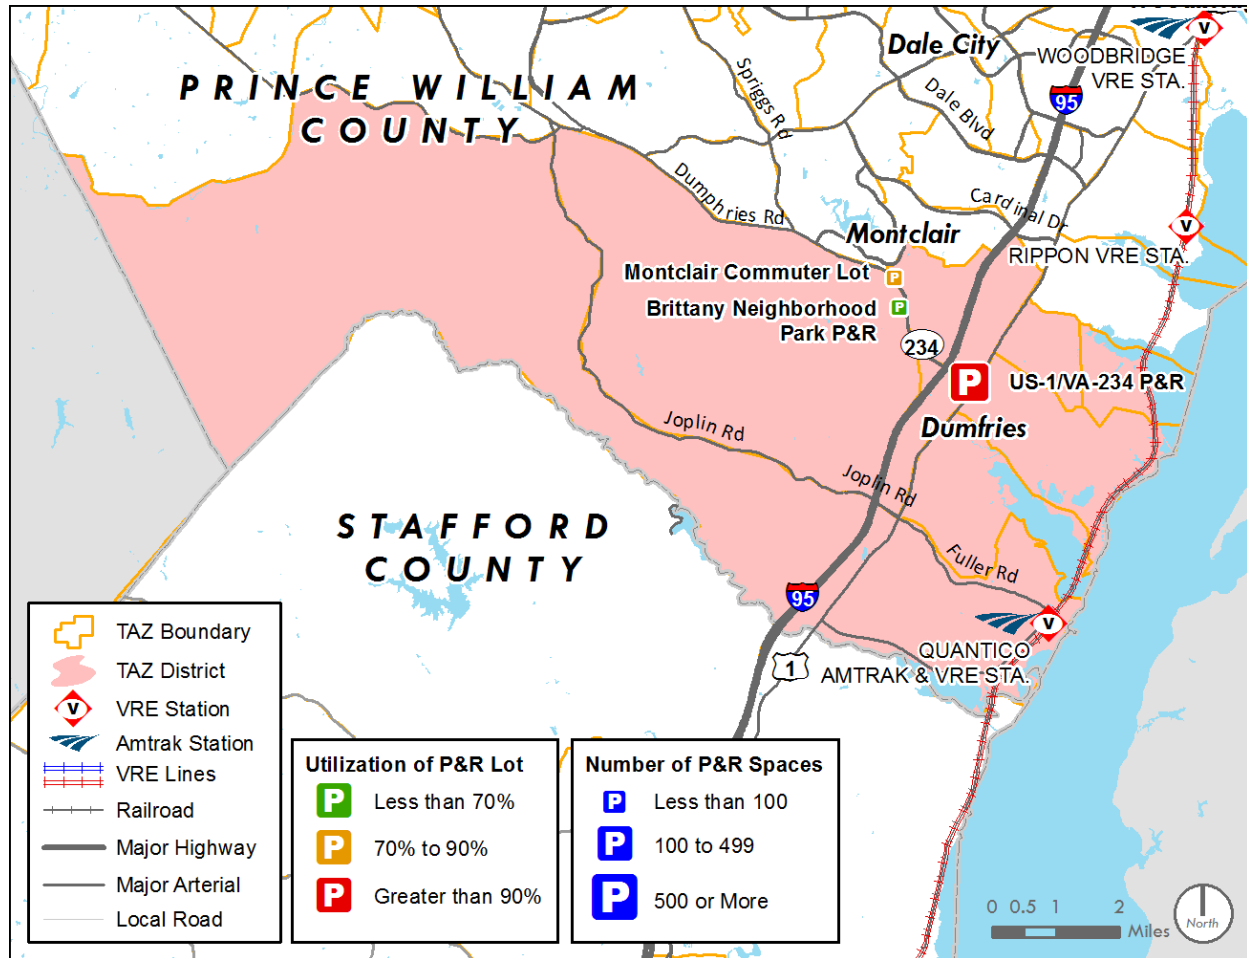 Dale City
WOODBRIDGE
VRE STA.
V
PRINCE WILLIAM
COUNTY
Spriggs Rd
Dale Blvd
95
Dumphries Rd
Cardinal Dr
Montclair
V
RIPPON VRE STA.
Montclair Commuter Lot
P
Brittany Neighborhood
Park P&R
P
234
P
US-1/VA-234 P&R
Dumfries
Joplin Rd
Joplin Rd
STAFFORD
COUNTY
Fuller Rd
95
V
QUANTICO
AMTRAK & VRE STA.
1
TAZ Boundary
TAZ District
V
VRE Station
Amtrak Station
VRE Lines
Railroad
Major Highway
Major Arterial
Local Road
Utilization of P&R Lot
P
Less than 70%
P
70% to 90%
P
Greater than 90%
Number of P&R Spaces
P
Less than 100
P
100 to 499
P
500 or More
0 0.5 1 2
Miles
North